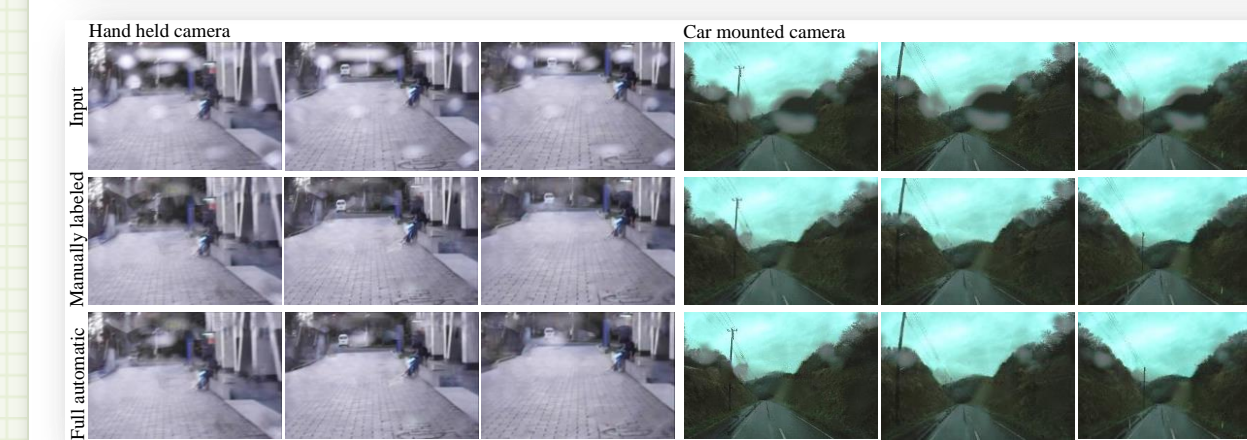 Hand held camera
Car mounted camera
Input
Manually labeled
Full automatic